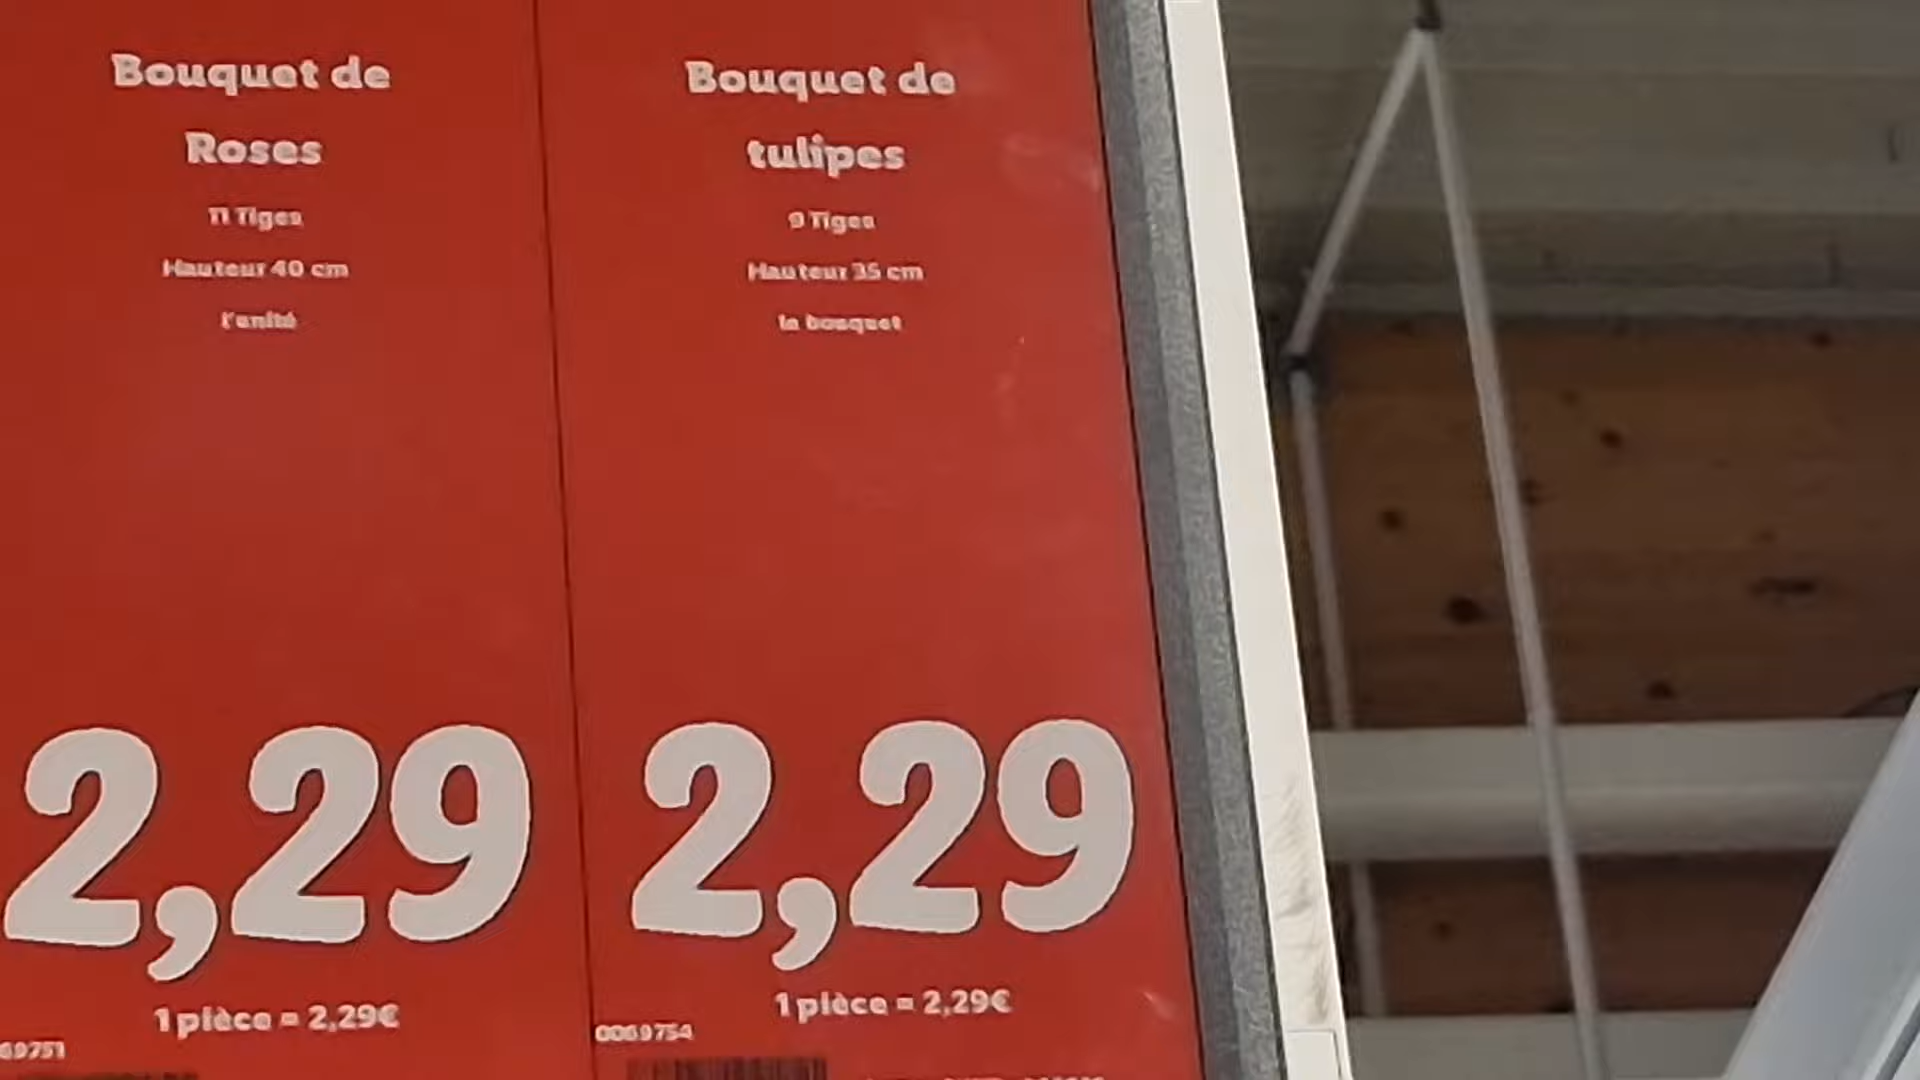 Bouquet de
Roses
11 Tiges
Hauteur 40 cm
l'unité
2,29
1 pièce = 2,29€
69751
Bouquet de
tulipes
9 Tiges
Hauteur 35 cm
le bouquet
2,29
1 pièce = 2,29€
0069754